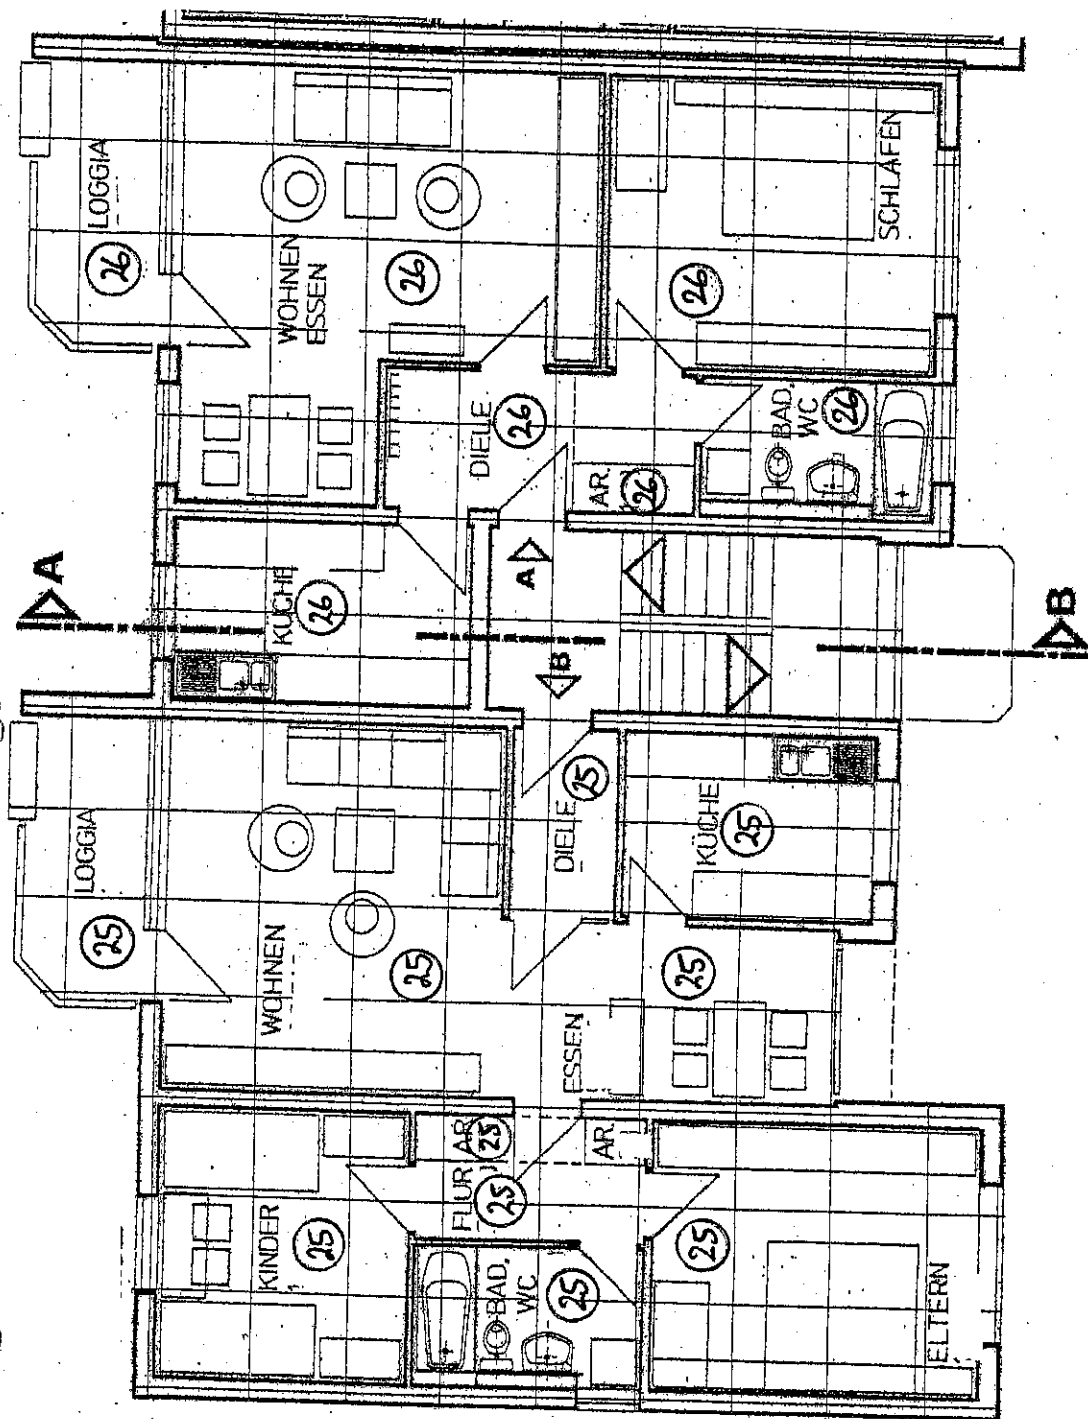 LOGGIA
26
WOHNEN
ESSEN
26
SCHLAFEN
26
DIELE
26
AR.
26
BAD,
WC
26
KÜCHE
26
A
A
B
B
LOGGIA
25
WOHNEN
25
DIELE
25
KÜCHE
25
ESSEN
25
KINDER
25
FLUR
25
AR
25
AR.
BAD,
WC
25
ELTERN
25